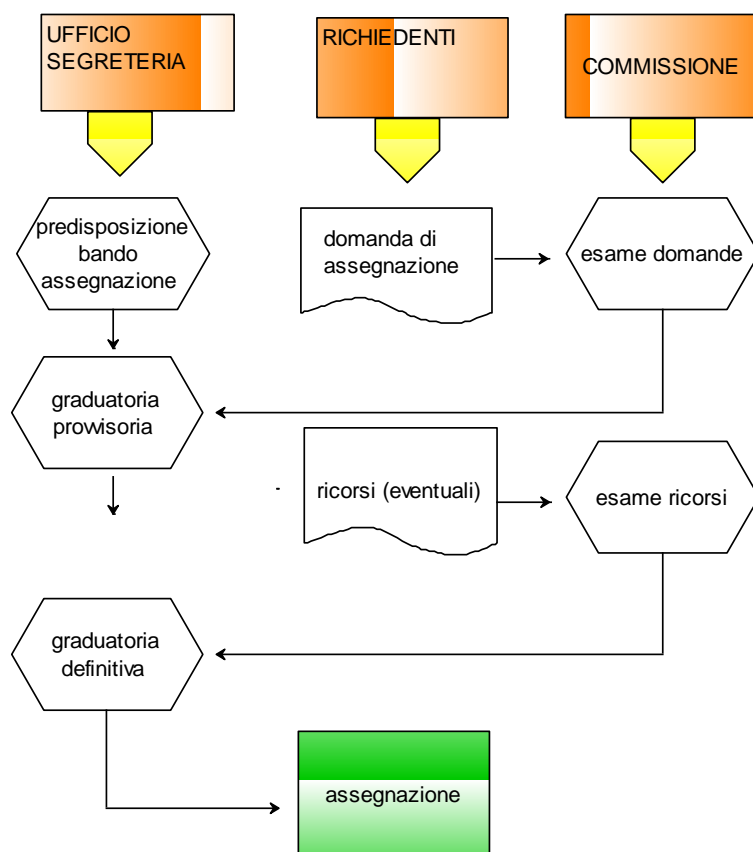 UFFICIO
SEGRETERIA
RICHIEDENTI
COMMISSIONE
predisposizione
bando
assegnazione
domanda di
assegnazione
esame domande
graduatoria
provvisoria
ricorsi (eventuali)
esame ricorsi
graduatoria
definitiva
assegnazione